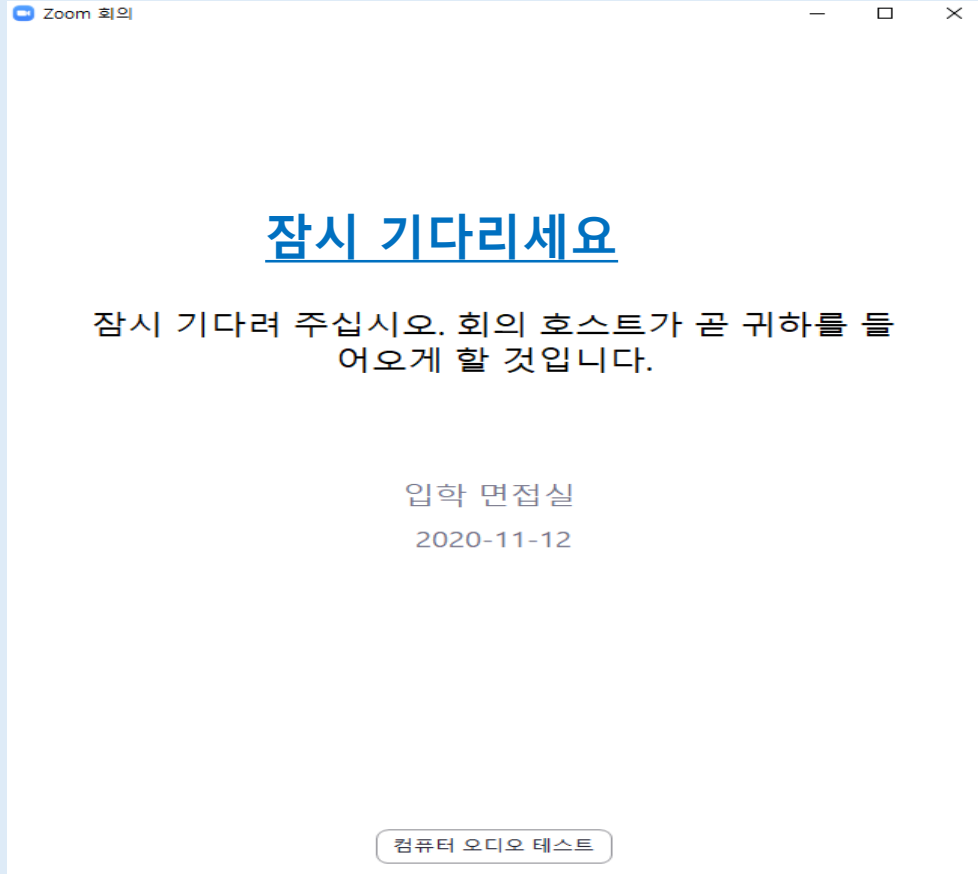 Zoom 회의
잠시 기다리세요
잠시 기다려 주십시오. 회의 호스트가 곧 귀하를 들
어오게 할 것입니다.
입학 면접실
2020-11-12
컴퓨터 오디오 테스트